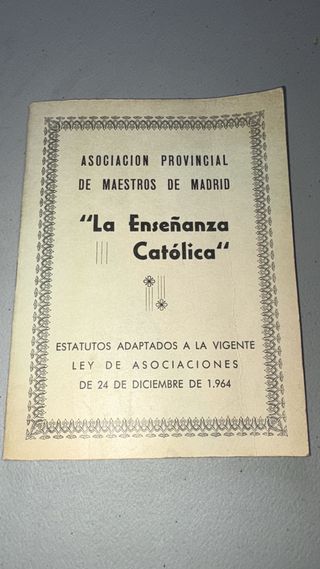 ASOCIACION PROVINCIAL
DE MAESTROS DE MADRID
“La Enseñanza
Católica“
ESTATUTOS ADAPTADOS A LA VIGENTE
LEY DE ASOCIACIONES
DE 24 DE DICIEMBRE DE 1.964